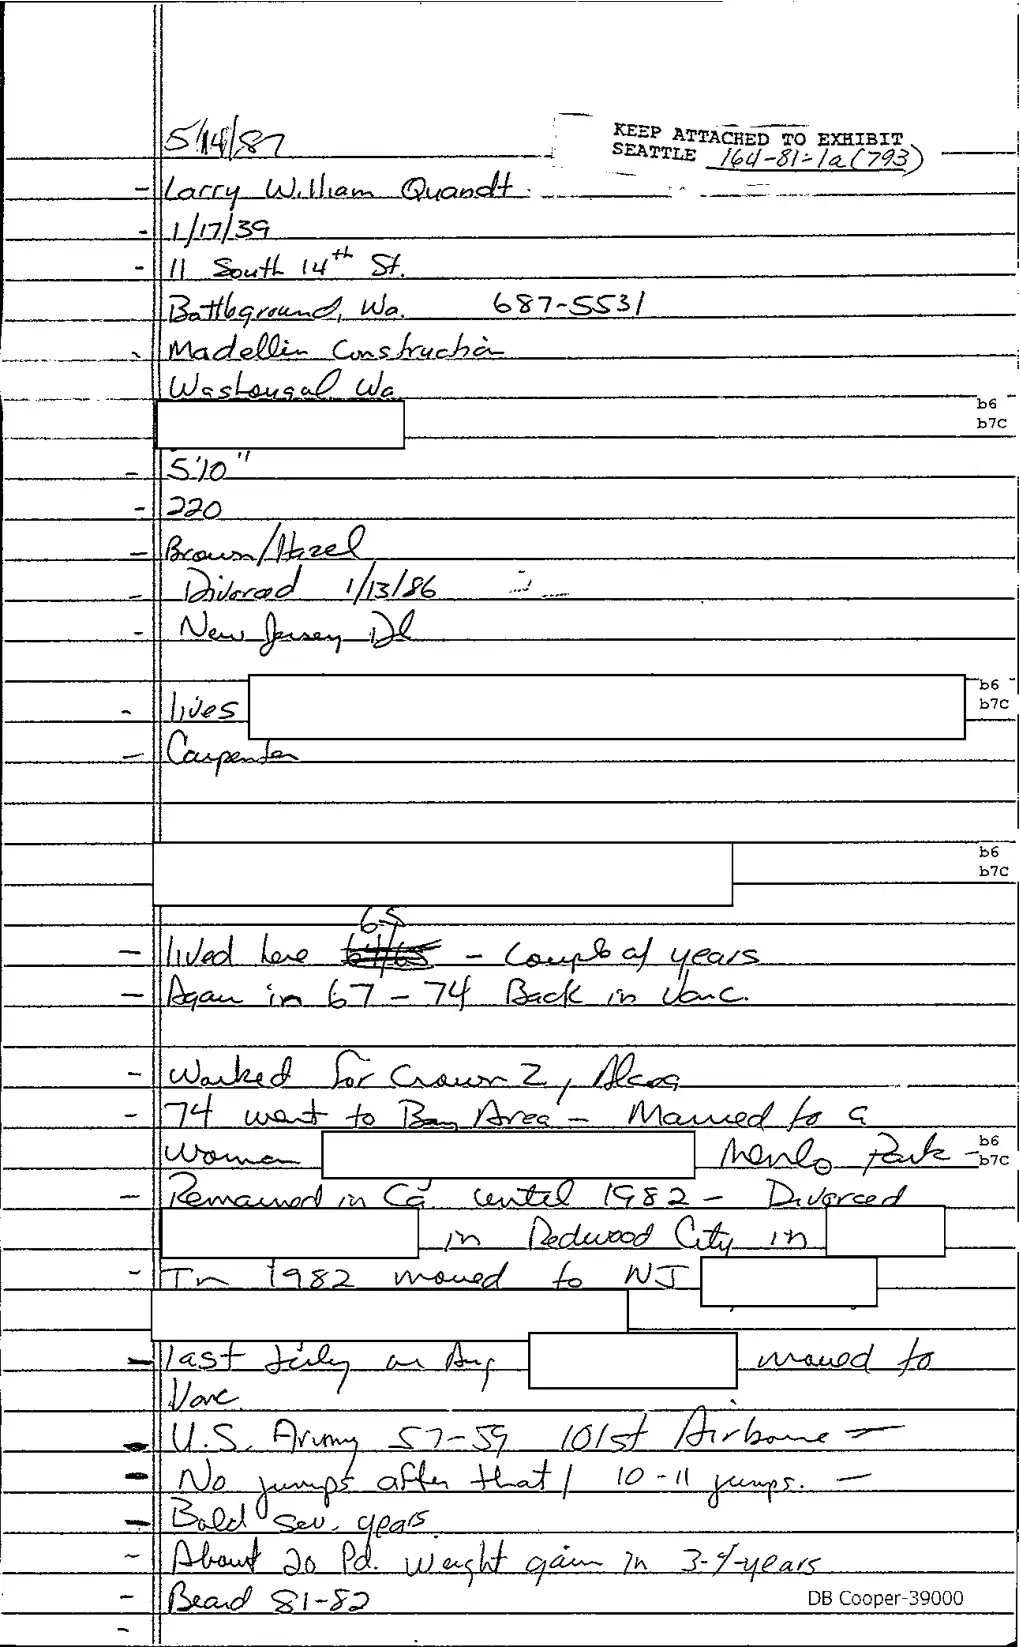 5/14/87
KEEP ATTACHED TO EXHIBIT
SEATTLE 164-81-1a(793)
- Larry William Quandt
- 1/17/39
- 11 South 14th St.
Battleground, Wa. 687-5531
- Madellin Construction
Washougal Wa
b6
b7C
- 5'10"
- 220
- Brown/Hazel
- Divorced 1/13/86
- New Jersey Dl
b6
b7C
- lives
- Carpenter
b6
b7C
65
- lived here 64/65 - Couple of years
- Again in 67-74 Back in Vanc.
- Worked for Crown Z, Alcoa
- 74 went to Bay Area - Married to a
woman Menlo Park
b6
b7C
- Remained in Ca. until 1982 - Divorced
in Redwood City in
- In 1982 moved to NJ
- last July or Aug moved to
Vanc.
- U.S. Army 57-59 101st Airborne -
- No jumps after that / 10-11 jumps. -
- Bald sev. years
- About 20 Pd. weight gain in 3-4-years
- Beard 81-82
DB Cooper-39000
-